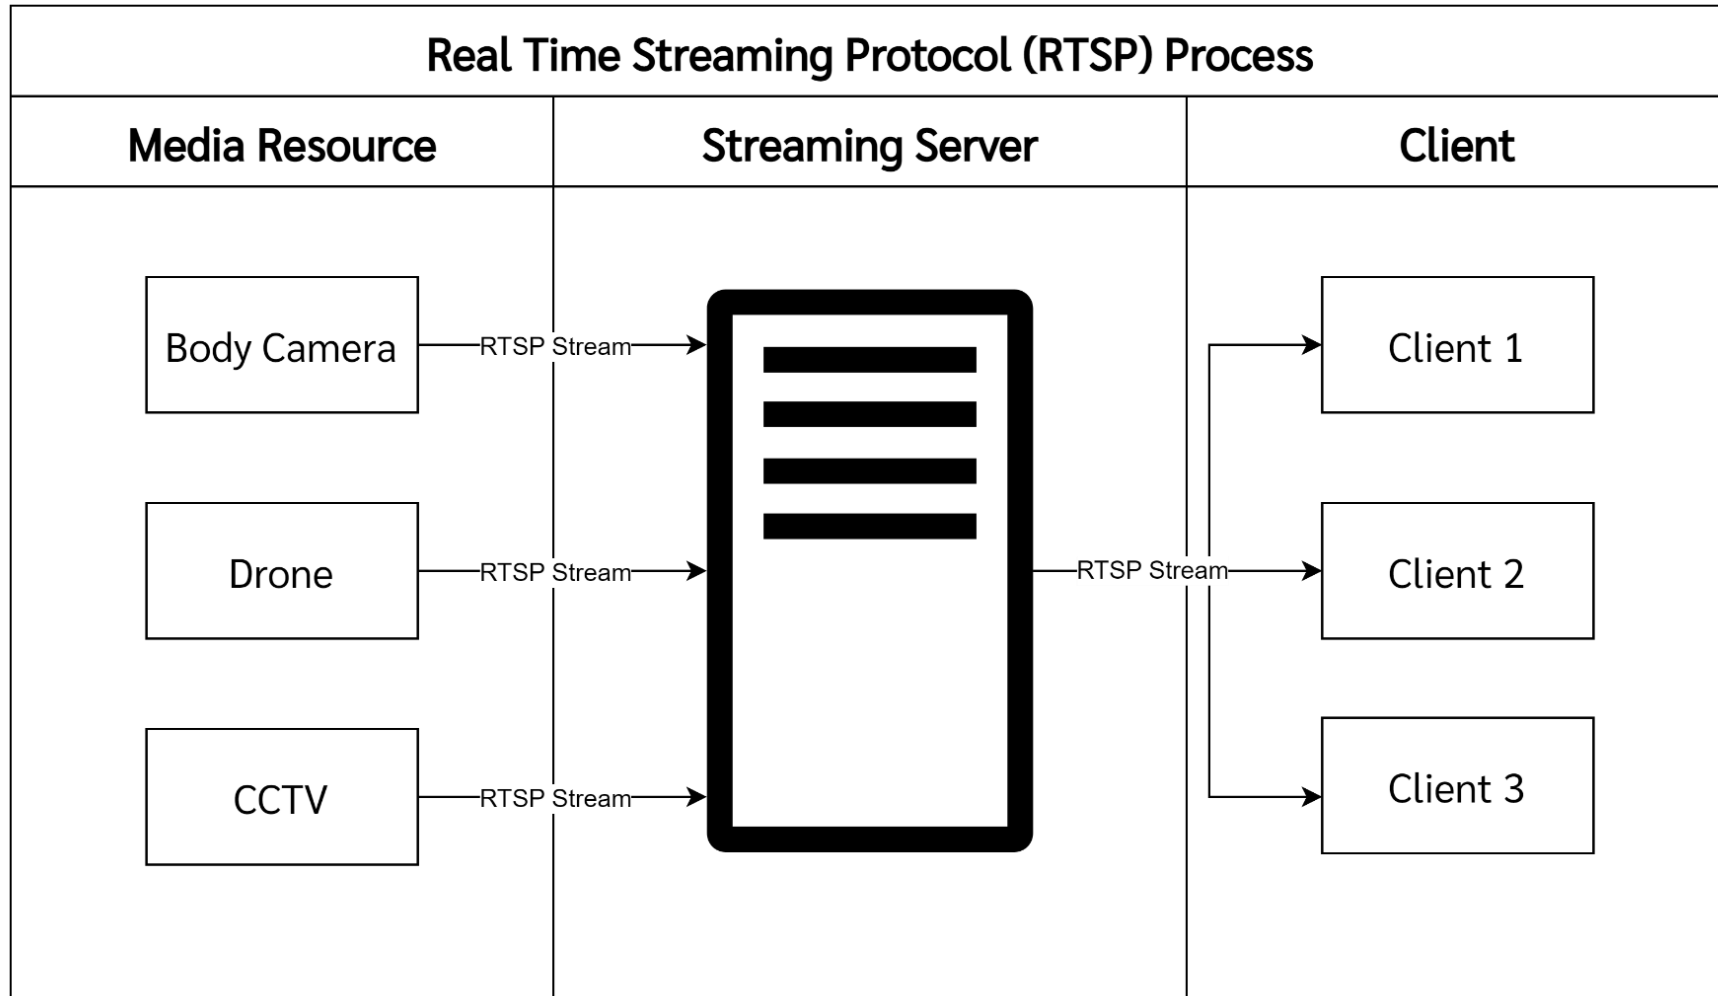 Real Time Streaming Protocol (RTSP) Process
Media Resource
Streaming Server
Client
Body Camera
RTSP Stream
Client 1
Drone
RTSP Stream
RTSP Stream
Client 2
CCTV
RTSP Stream
Client 3